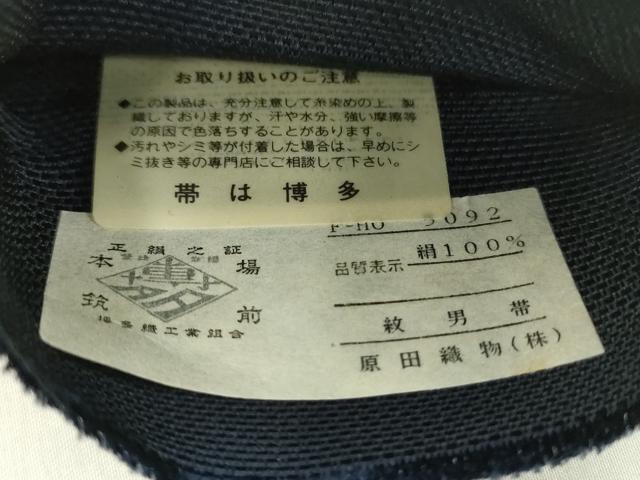 お取り扱いのご注意
◆この製品は、充分注意して糸染めの上、製
織しておりますが、汗や水分、強い摩擦等
の原因で色落ちすることがあります。
◆汚れやシミ等が付着した場合は、早めにシ
ミ抜き等の専門店にご相談して下さい。
帯は博多
正絹之証
本場
筑前
博多織工業組合
品質表示 絹100%
紋男帯
原田織物(株)